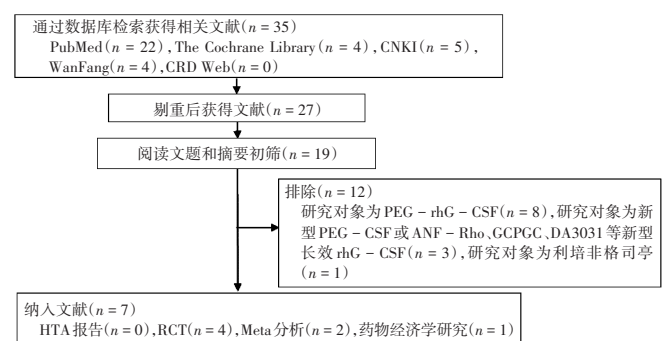 通过数据库检索获得相关文献(n = 35)
PubMed(n = 22),The Cochrane Library(n = 4),CNKI(n = 5),
WanFang(n = 4),CRD Web(n = 0)
剔重后获得文献(n = 27)
阅读文题和摘要初筛(n = 19)
排除(n = 12)
研究对象为PEG - rhG - CSF(n = 8),研究对象为新
型PEG - CSF或ANF - Rho、GCPGC、DA3031等新型
长效rhG - CSF(n = 3),研究对象为利培非格司亭
(n = 1)
纳入文献(n = 7)
HTA报告(n = 0),RCT(n = 4),Meta分析(n = 2),药物经济学研究(n = 1)